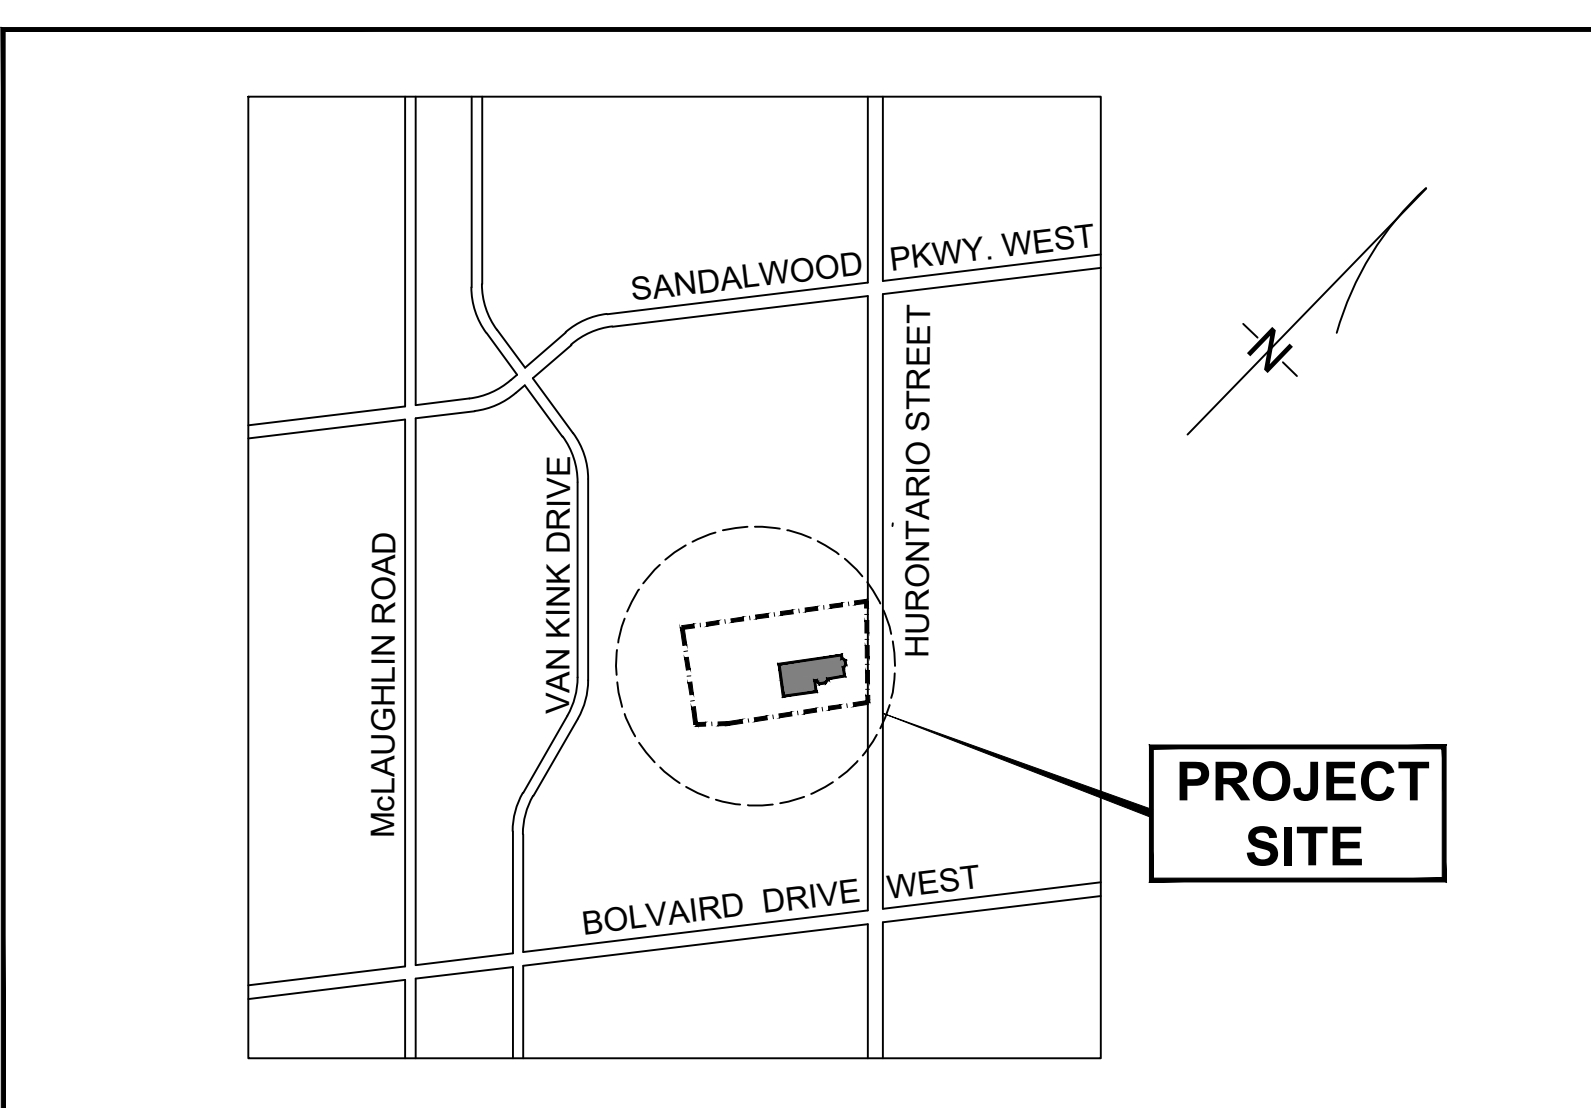 SANDALWOOD PKWY. WEST
N
HURONTARIO STREET
VAN KINK DRIVE
McLAUGHLIN ROAD
PROJECT
SITE
BOLVAIRD DRIVE WEST